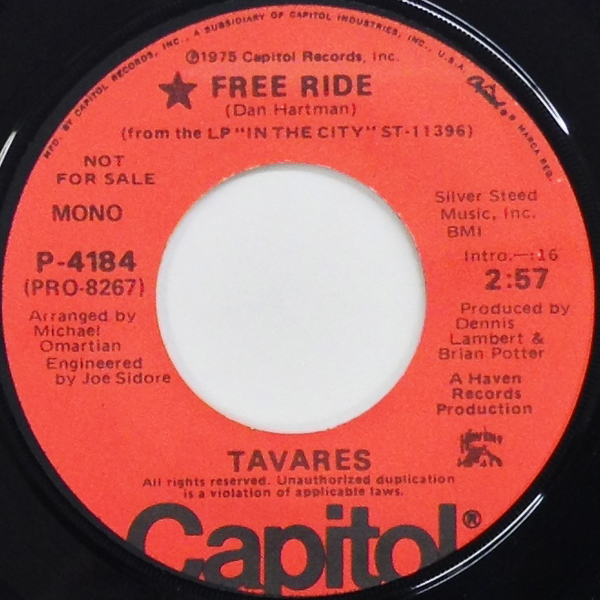 MFD. BY CAPITOL RECORDS, INC., A SUBSIDIARY OF CAPITOL INDUSTRIES, INC., U.S.A. Capitol® MARCA REG.
℗1975 Capitol Records, Inc.
★ FREE RIDE
(Dan Hartman)
(from the LP "IN THE CITY" ST-11396)
NOT
FOR SALE
MONO
P-4184
(PRO-8267)
Arranged by
Michael
Omartian
Engineered
by Joe Sidore
Silver Steed
Music, Inc.
BMI
Intro.—:16
2:57
Produced by
Dennis
Lambert &
Brian Potter
A Haven
Records
Production
TAVARES
All rights reserved. Unauthorized duplication
is a violation of applicable laws.
Capitol®